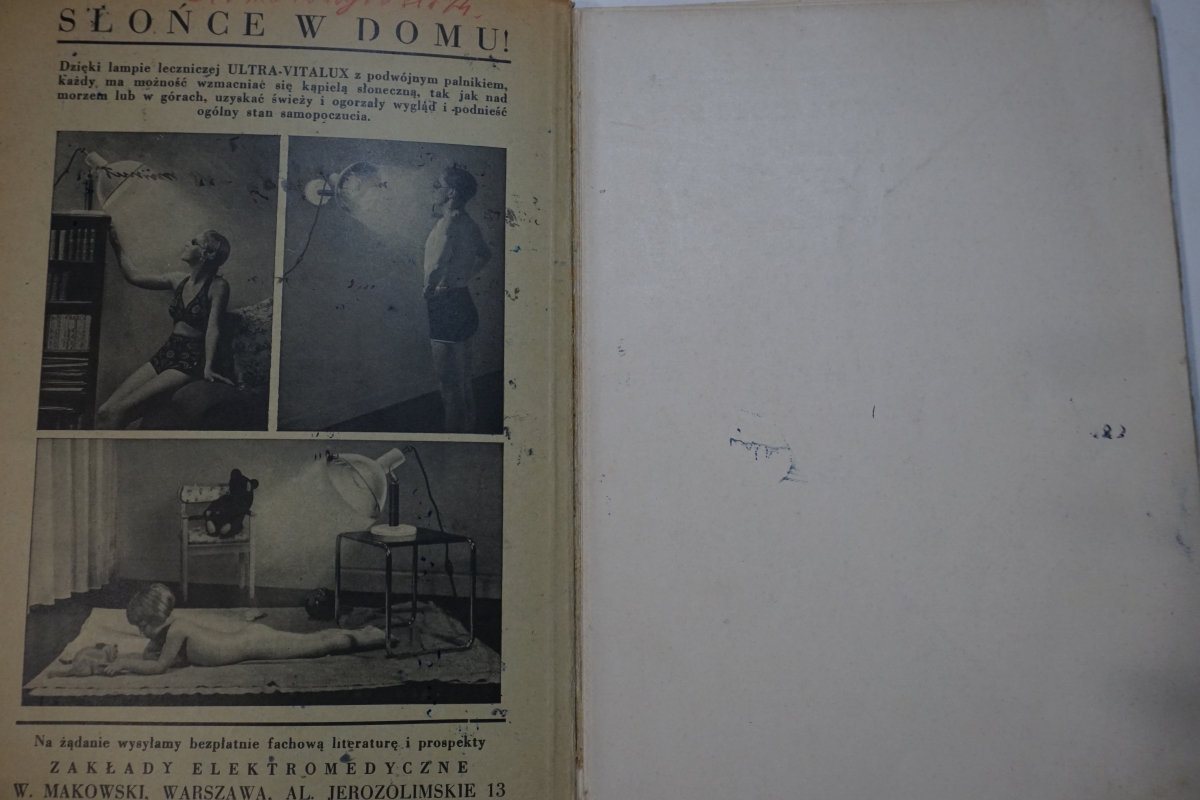 SŁOŃCE W DOMU!
Dzięki lampie leczniczej ULTRA-VITALUX z podwójnym palnikiem,
każdy ma możność wzmacniać się kąpielą słoneczną, tak jak nad
morzem lub w górach, uzyskać świeży i ogorzały wygląd i podnieść
ogólny stan samopoczucia.
Na żądanie wysyłamy bezpłatnie fachową literaturę i prospekty
ZAKŁADY ELEKTROMEDYCZNE
W. MAKOWSKI, WARSZAWA, AL. JEROZOLIMSKIE 13